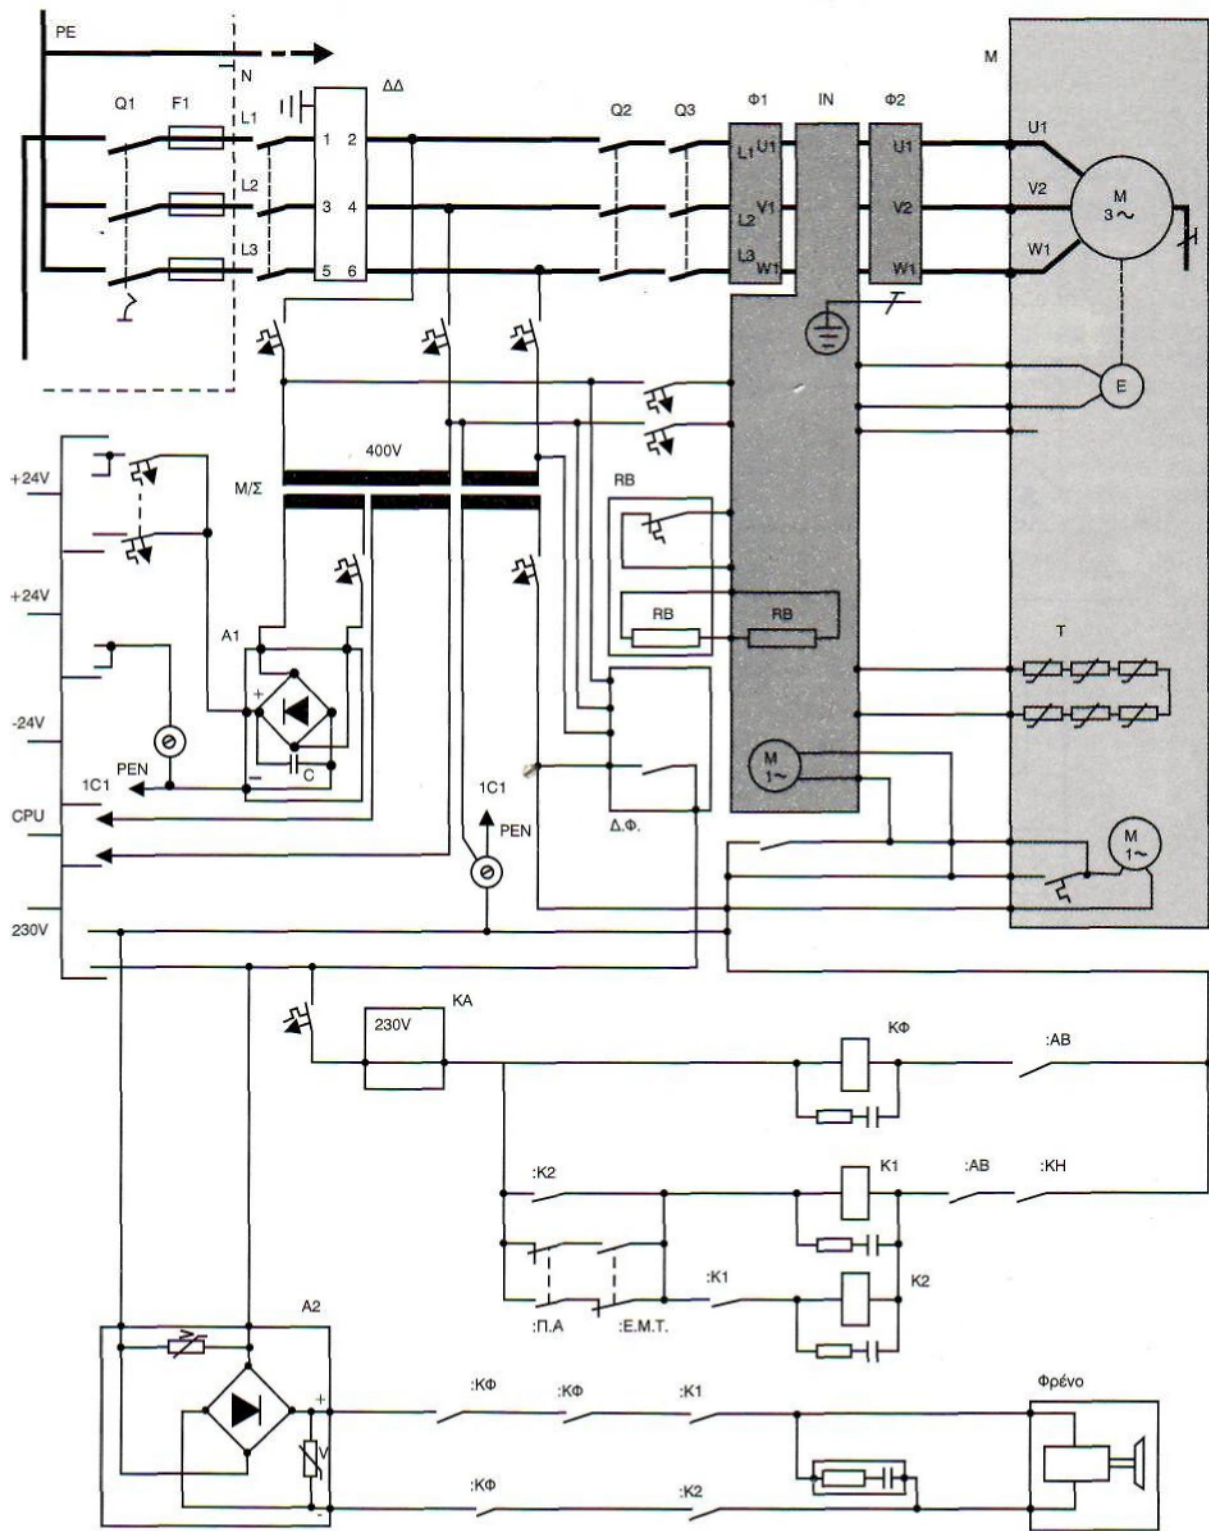 PE
N
ΔΔ
M
Q1
F1
L1
Q2
Q3
Φ1
IN
Φ2
U1
1 2
L1 U1
U1
L2
V2
M
3~
3 4
V1
V2
L2
L3
W1
L3
5 6
W1
W1
E
400V
+24V
M/Σ
RB
+24V
RB
RB
A1
T
+
-24V
M
1~
PEN
−
C
1C1
1C1
CPU
PEN
Δ.Φ.
M
1~
230V
KA
230V
KΦ
:AB
:K2
K1
:AB
:KH
:K1
K2
A2
:Π.Α
:E.M.T.
V
Φρένο
:KΦ
:KΦ
:K1
+
V
:KΦ
:K2
-